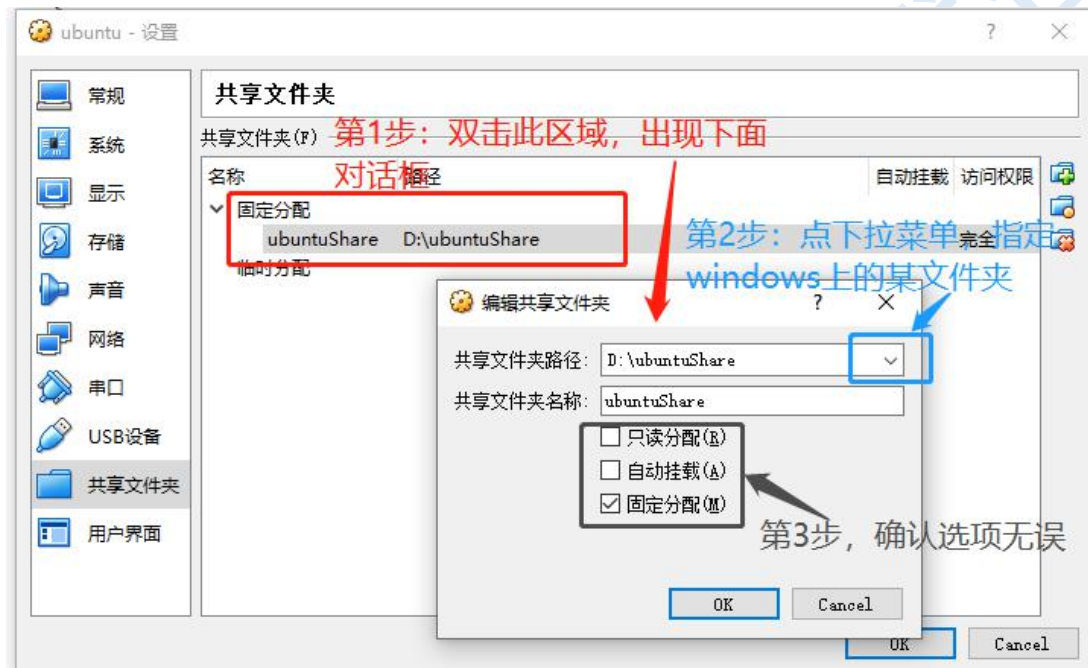 ubuntu - 设置
?
常规
系统
显示
存储
声音
网络
串口
USB设备
共享文件夹
用户界面
共享文件夹
共享文件夹(F)
第1步：双击此区域，出现下面
对话框
名称
路径
自动挂载 访问权限
固定分配
ubuntuShare D:\ubuntuShare
完全
临时分配
第2步：点下拉菜单，指定
windows上的某文件夹
编辑共享文件夹
?
共享文件夹路径: D:\ubuntuShare
共享文件夹名称: ubuntuShare
只读分配(R)
自动挂载(A)
固定分配(M)
第3步，确认选项无误
OK Cancel
OK Cancel